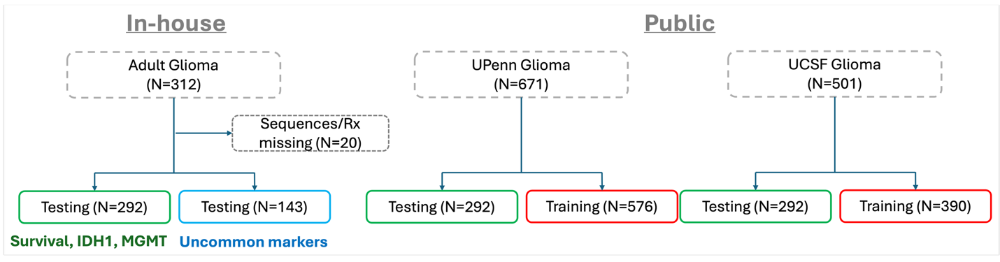 In-house
Public
Adult Glioma
(N=312)
UPenn Glioma
(N=671)
UCSF Glioma
(N=501)
Sequences/Rx
missing (N=20)
Testing (N=292)
Testing (N=143)
Testing (N=292)
Training (N=576)
Testing (N=292)
Training (N=390)
Survival, IDH1, MGMT
Uncommon markers